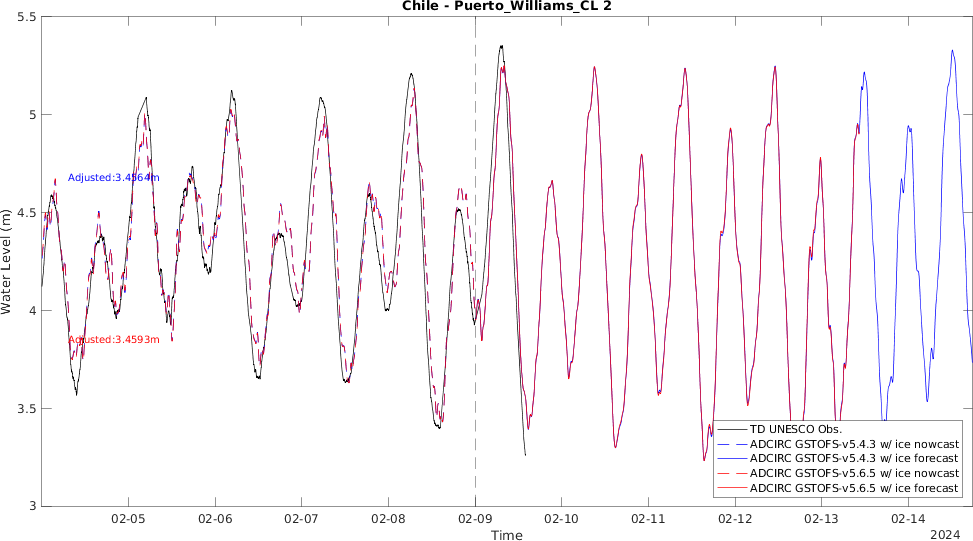 Chile - Puerto_Williams_CL 2
5.5
5
4.5
4
3.5
3
Water Level (m)
Adjusted:3.4564m
Adjusted:3.4593m
TD UNESCO Obs.
ADCIRC GSTOFS-v5.4.3 w/ ice nowcast
ADCIRC GSTOFS-v5.4.3 w/ ice forecast
ADCIRC GSTOFS-v5.6.5 w/ ice nowcast
ADCIRC GSTOFS-v5.6.5 w/ ice forecast
02-05 02-06 02-07 02-08 02-09 02-10 02-11 02-12 02-13 02-14
Time
2024